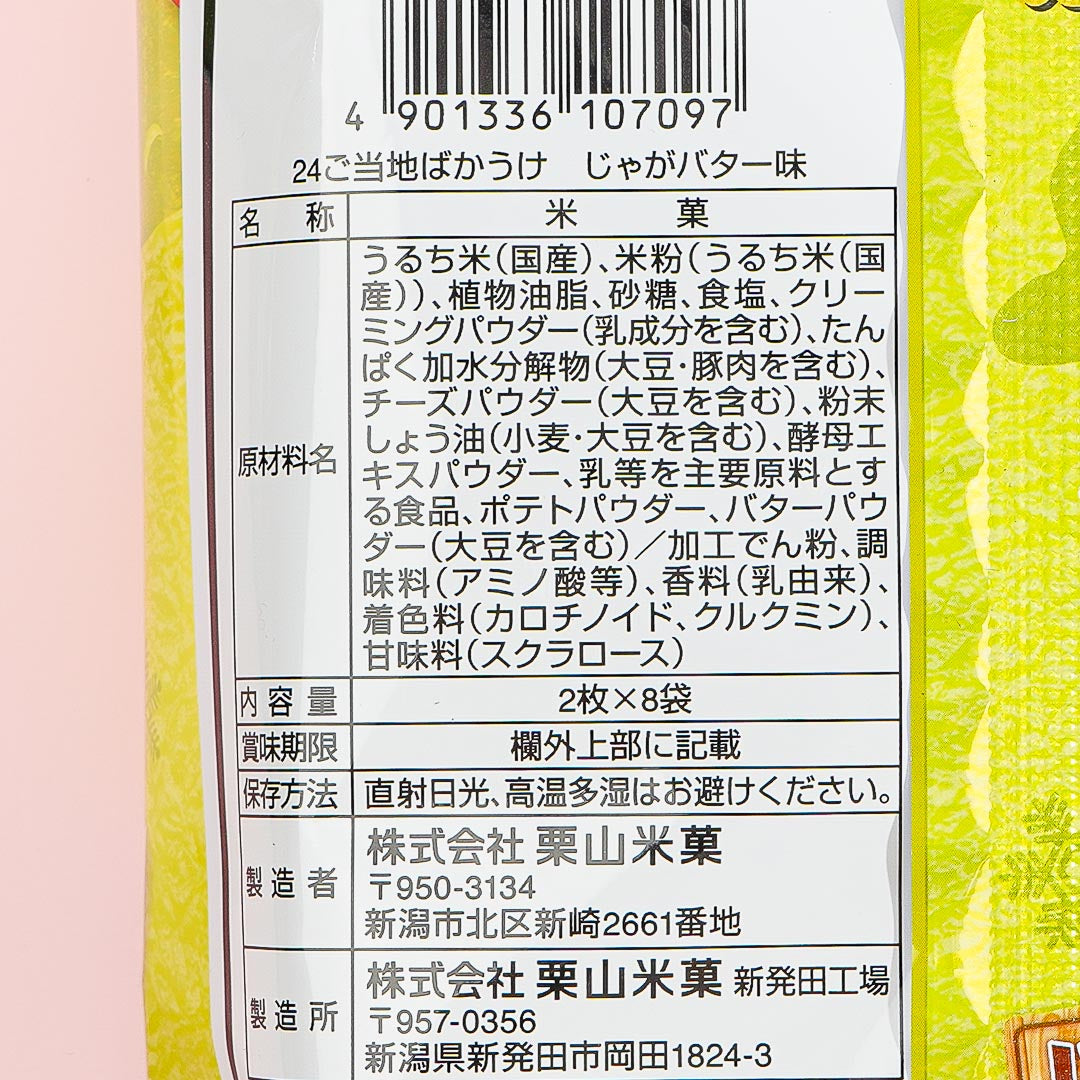 4 901336 107097
24ご当地ばかうけ　じゃがバター味
名　称　米　菓
原材料名
うるち米(国産)、米粉(うるち米(国
産))、植物油脂、砂糖、食塩、クリー
ミングパウダー(乳成分を含む)、たん
ぱく加水分解物(大豆・豚肉を含む)、
チーズパウダー(大豆を含む)、粉末
しょう油(小麦・大豆を含む)、酵母エ
キスパウダー、乳等を主要原料とす
る食品、ポテトパウダー、バターパウ
ダー(大豆を含む)／加工でん粉、調
味料(アミノ酸等)、香料(乳由来)、
着色料(カロチノイド、クルクミン)、
甘味料(スクラロース)
内容量　2枚×8袋
賞味期限　欄外上部に記載
保存方法　直射日光、高温多湿はお避けください。
製造者
株式会社 栗山米菓
〒950-3134
新潟市北区新崎2661番地
製造所
株式会社 栗山米菓 新発田工場
〒957-0356
新潟県新発田市岡田1824-3